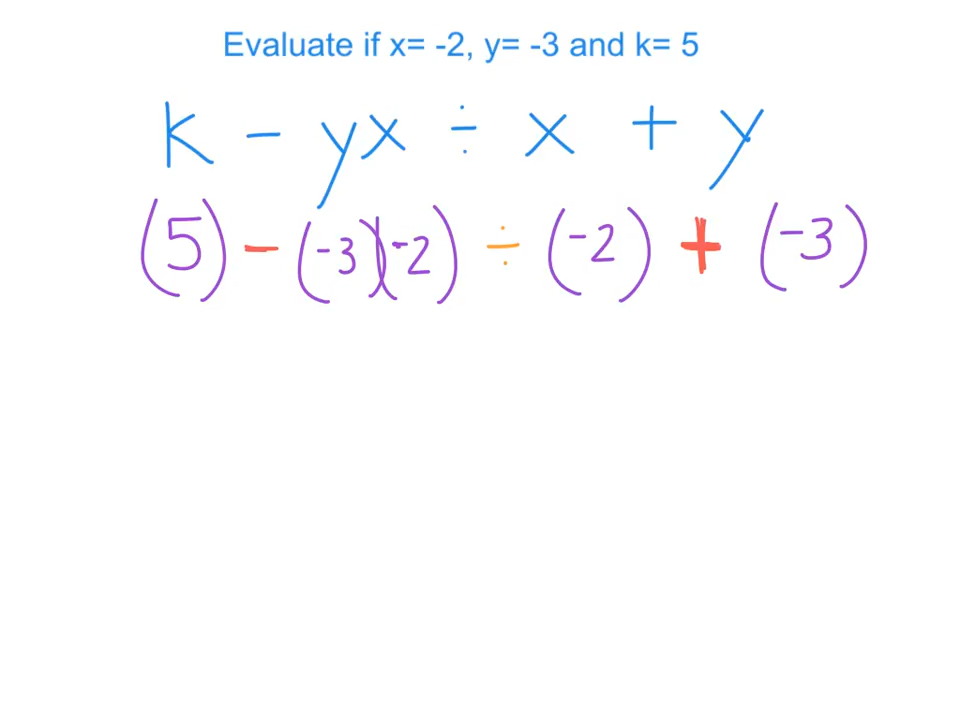 Evaluate if x= -2, y= -3 and k= 5
k - yx ÷ x + y
(5) - (-3)(-2) ÷ (-2) + (-3)